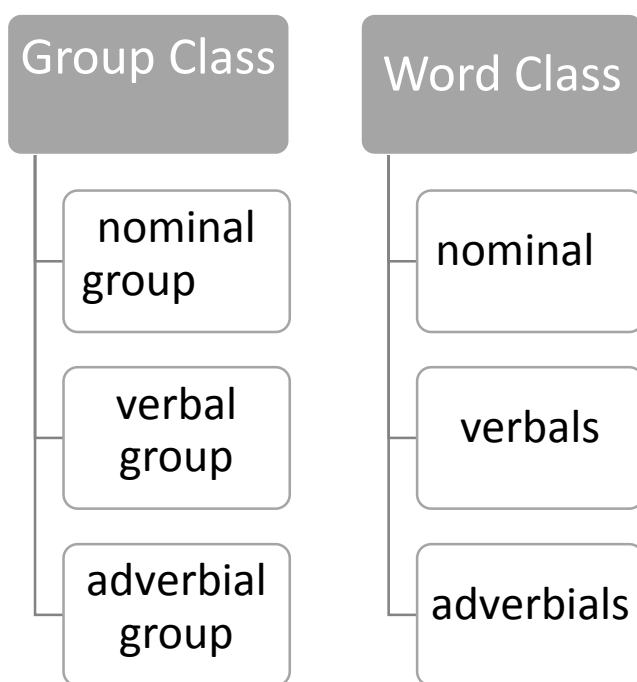 Group Class
nominal
group
verbal
group
adverbial
group
Word Class
nominal
verbals
adverbials